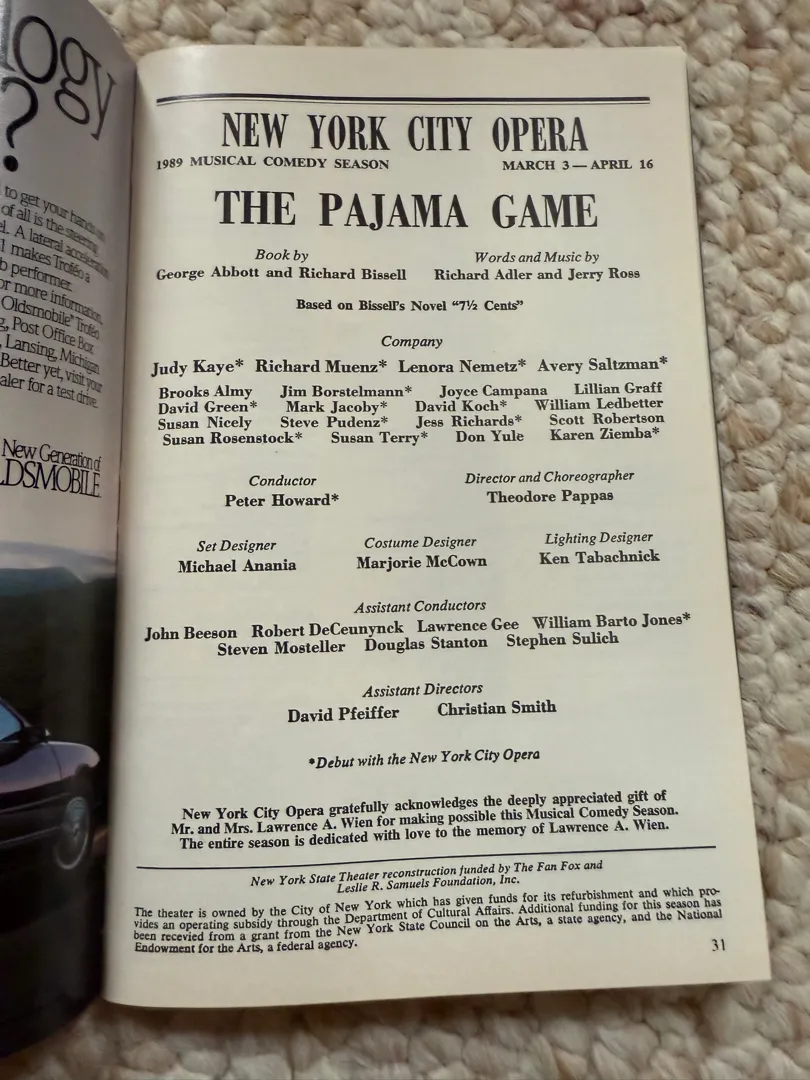 logy
?
to get your hands on
of all is the steering
A lateral acceleration
makes Troféo a
performer.
or more information,
Oldsmobile Troféo
Post Office Box
Lansing, Michigan
Better yet, visit your
for a test drive.
New Generation of
LDSMOBILE
NEW YORK CITY OPERA
1989 MUSICAL COMEDY SEASON MARCH 3 — APRIL 16
THE PAJAMA GAME
Book by Words and Music by
George Abbott and Richard Bissell Richard Adler and Jerry Ross
Based on Bissell's Novel "7½ Cents"
Company
Judy Kaye* Richard Muenz* Lenora Nemetz* Avery Saltzman*
Brooks Almy Jim Borstelmann* Joyce Campana Lillian Graff
David Green* Mark Jacoby* David Koch* William Ledbetter
Susan Nicely Steve Pudenz* Jess Richards* Scott Robertson
Susan Rosenstock* Susan Terry* Don Yule Karen Ziemba*
Conductor Director and Choreographer
Peter Howard* Theodore Pappas
Set Designer Costume Designer Lighting Designer
Michael Anania Marjorie McCown Ken Tabachnick
Assistant Conductors
John Beeson Robert DeCeunynck Lawrence Gee William Barto Jones*
Steven Mosteller Douglas Stanton Stephen Sulich
Assistant Directors
David Pfeiffer Christian Smith
*Debut with the New York City Opera
New York City Opera gratefully acknowledges the deeply appreciated gift of
Mr. and Mrs. Lawrence A. Wien for making possible this Musical Comedy Season.
The entire season is dedicated with love to the memory of Lawrence A. Wien.
New York State Theater reconstruction funded by The Fan Fox and
Leslie R. Samuels Foundation, Inc.
The theater is owned by the City of New York which has given funds for its refurbishment and which pro-
vides an operating subsidy through the Department of Cultural Affairs. Additional funding for this season has
been recevied from a grant from the New York State Council on the Arts, a state agency, and the National
Endowment for the Arts, a federal agency.
31